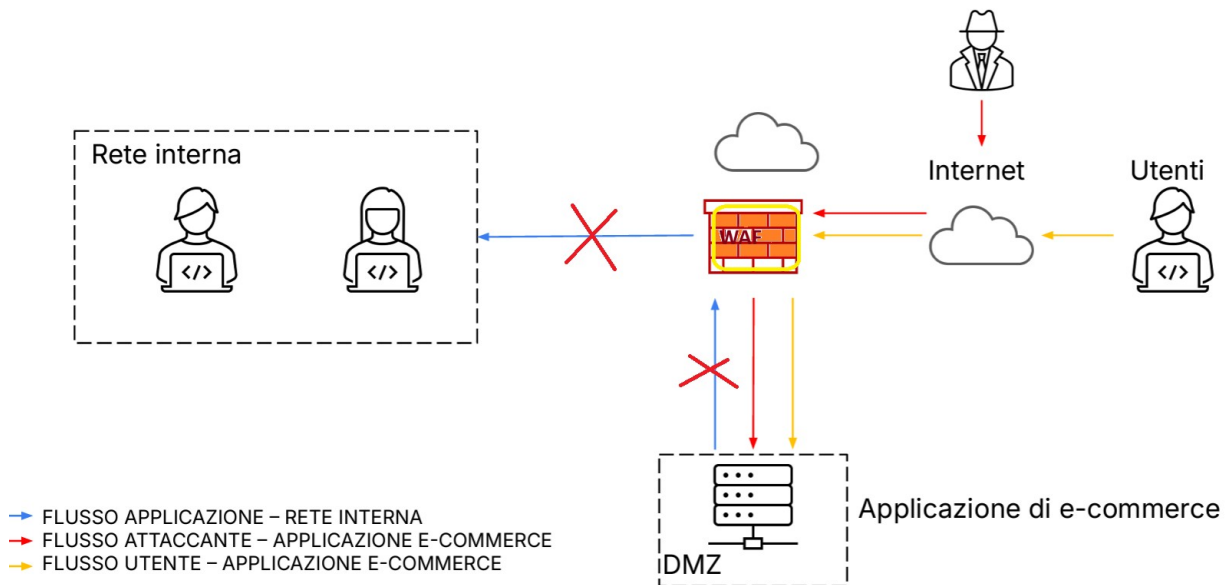 Internet
Utenti
Rete interna
</>
</>
</>
WAF
Applicazione di e-commerce
DMZ
FLUSSO APPLICAZIONE – RETE INTERNA
FLUSSO ATTACCANTE – APPLICAZIONE E-COMMERCE
FLUSSO UTENTE – APPLICAZIONE E-COMMERCE